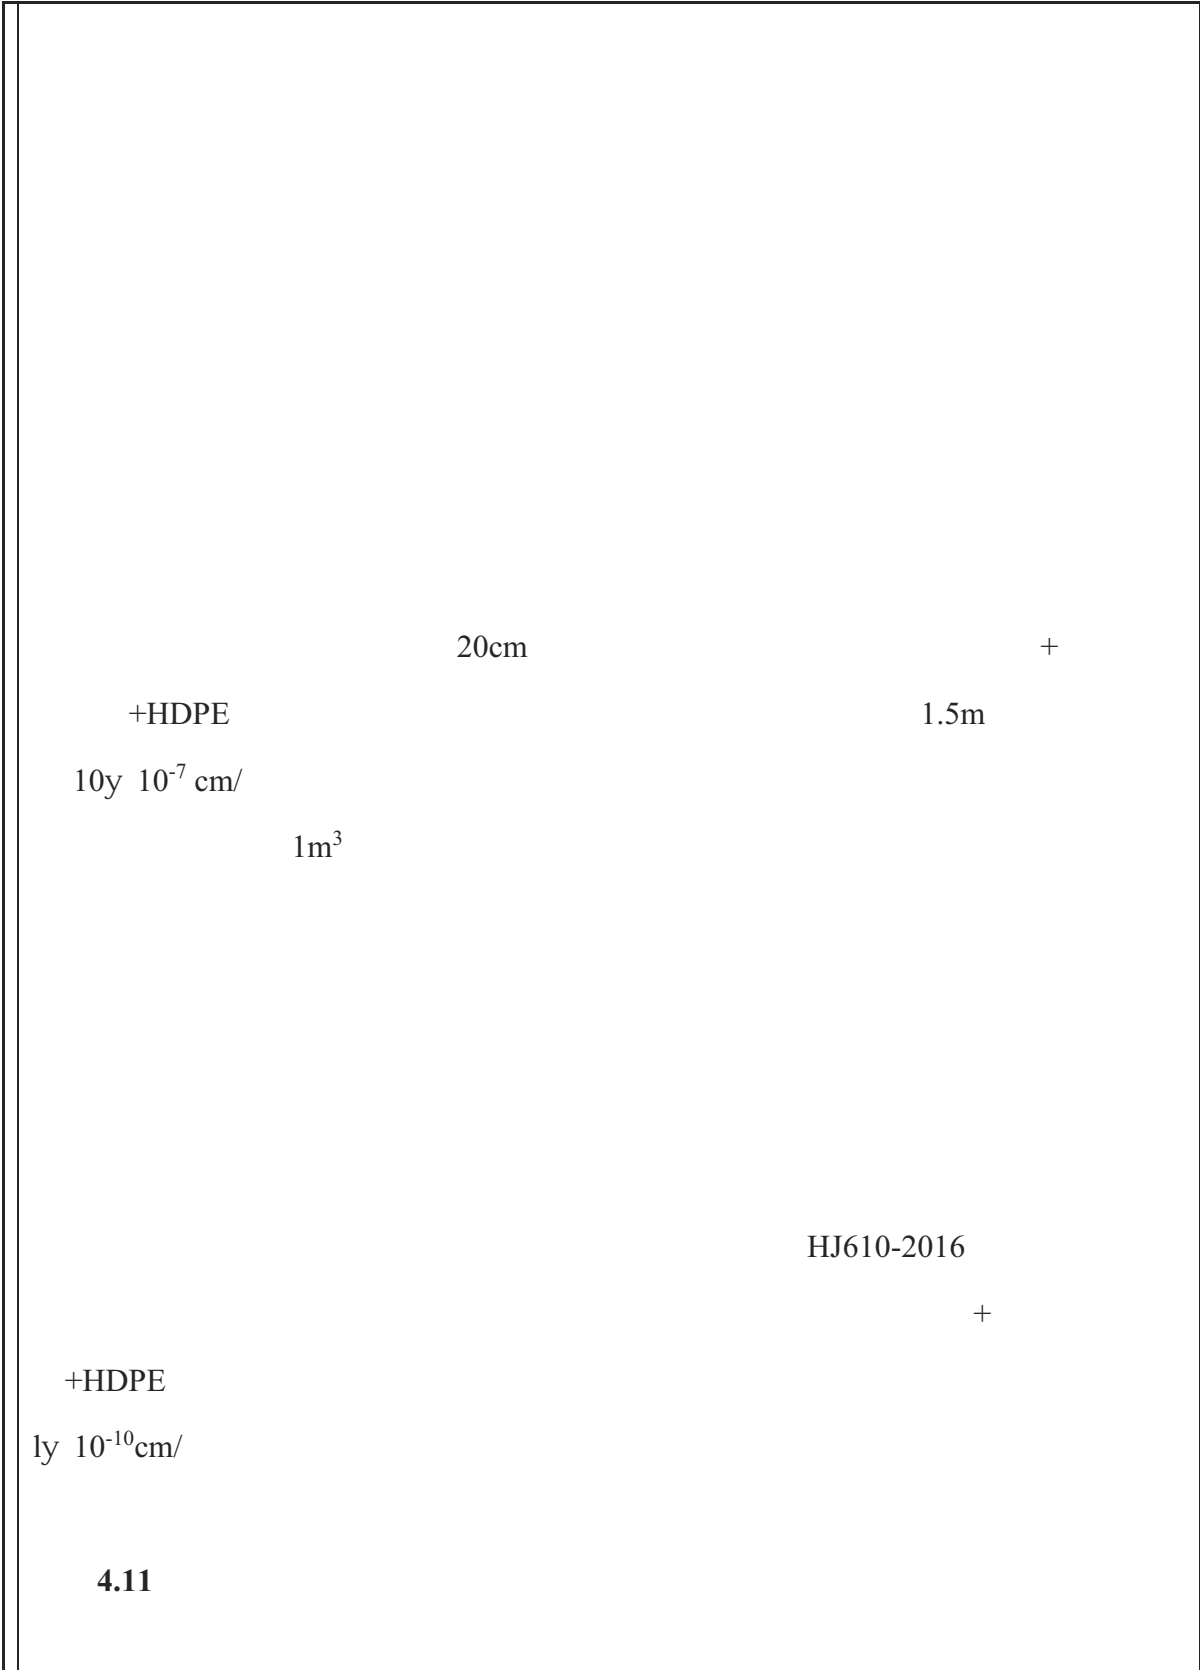 20cm +
+HDPE 1.5m
10y 10⁻⁷ cm/
1m³
HJ610-2016
+
+HDPE
ly 10⁻¹⁰cm/
4.11